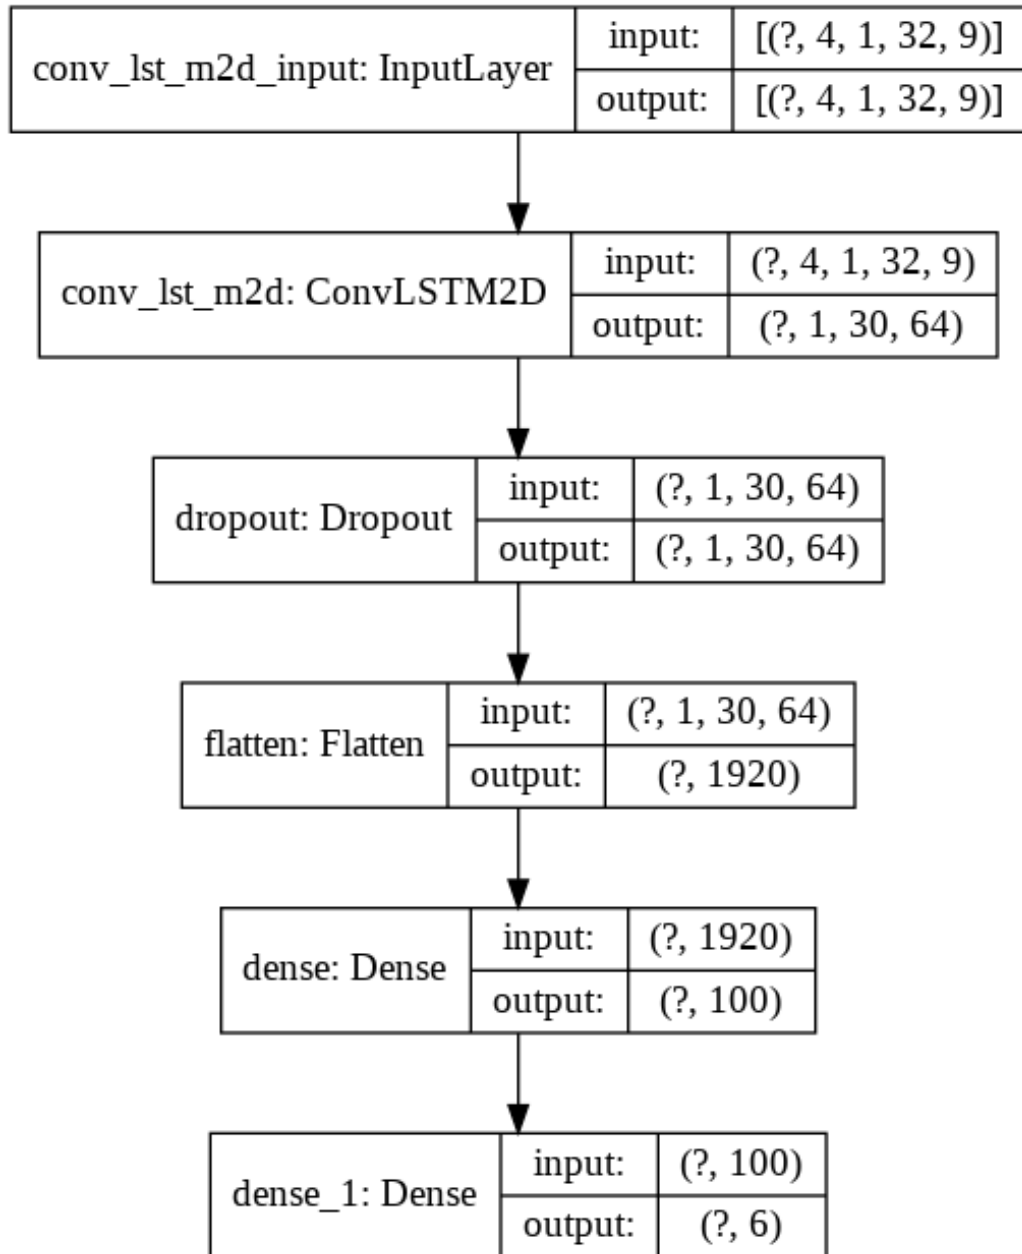 conv_lst_m2d_input: InputLayer
input: [(?, 4, 1, 32, 9)]
output: [(?, 4, 1, 32, 9)]
conv_lst_m2d: ConvLSTM2D
input: (?, 4, 1, 32, 9)
output: (?, 1, 30, 64)
dropout: Dropout
input: (?, 1, 30, 64)
output: (?, 1, 30, 64)
flatten: Flatten
input: (?, 1, 30, 64)
output: (?, 1920)
dense: Dense
input: (?, 1920)
output: (?, 100)
dense_1: Dense
input: (?, 100)
output: (?, 6)